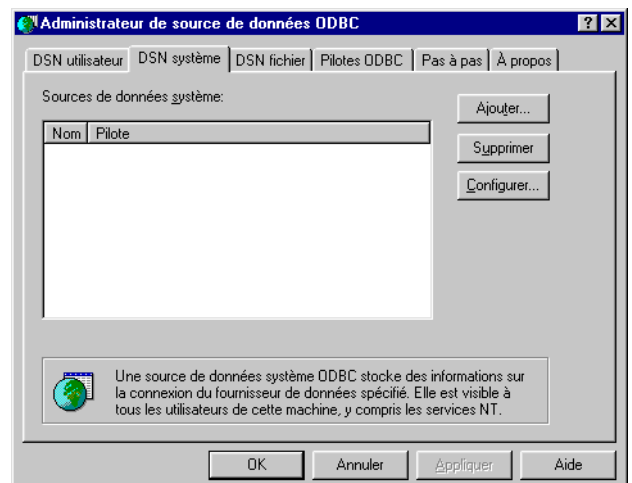 Administrateur de source de données ODBC
DSN utilisateur DSN système DSN fichier Pilotes ODBC Pas à pas À propos
Sources de données système:
Nom Pilote
Ajouter...
Supprimer
Configurer...
Une source de données système ODBC stocke des informations sur
la connexion du fournisseur de données spécifié. Elle est visible à
tous les utilisateurs de cette machine, y compris les services NT.
OK Annuler Appliquer Aide